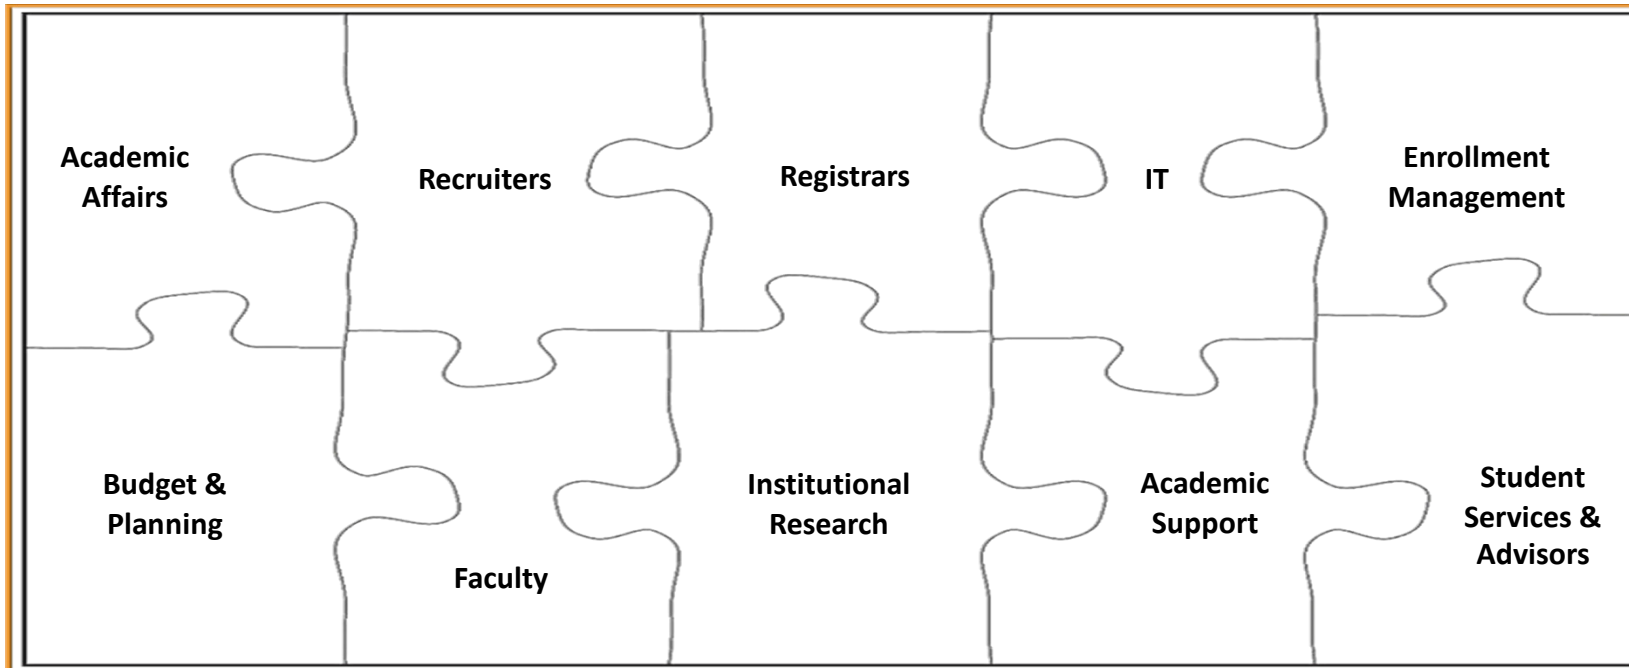 Academic
Affairs
Recruiters
Registrars
IT
Enrollment
Management
Budget &
Planning
Faculty
Institutional
Research
Academic
Support
Student
Services &
Advisors